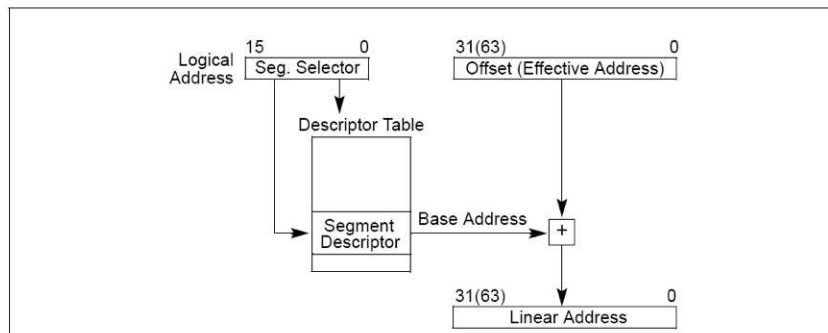 15 0
31(63) 0
Logical
Address
Seg. Selector
Offset (Effective Address)
Descriptor Table
Base Address
Segment
Descriptor
+
31(63) 0
Linear Address